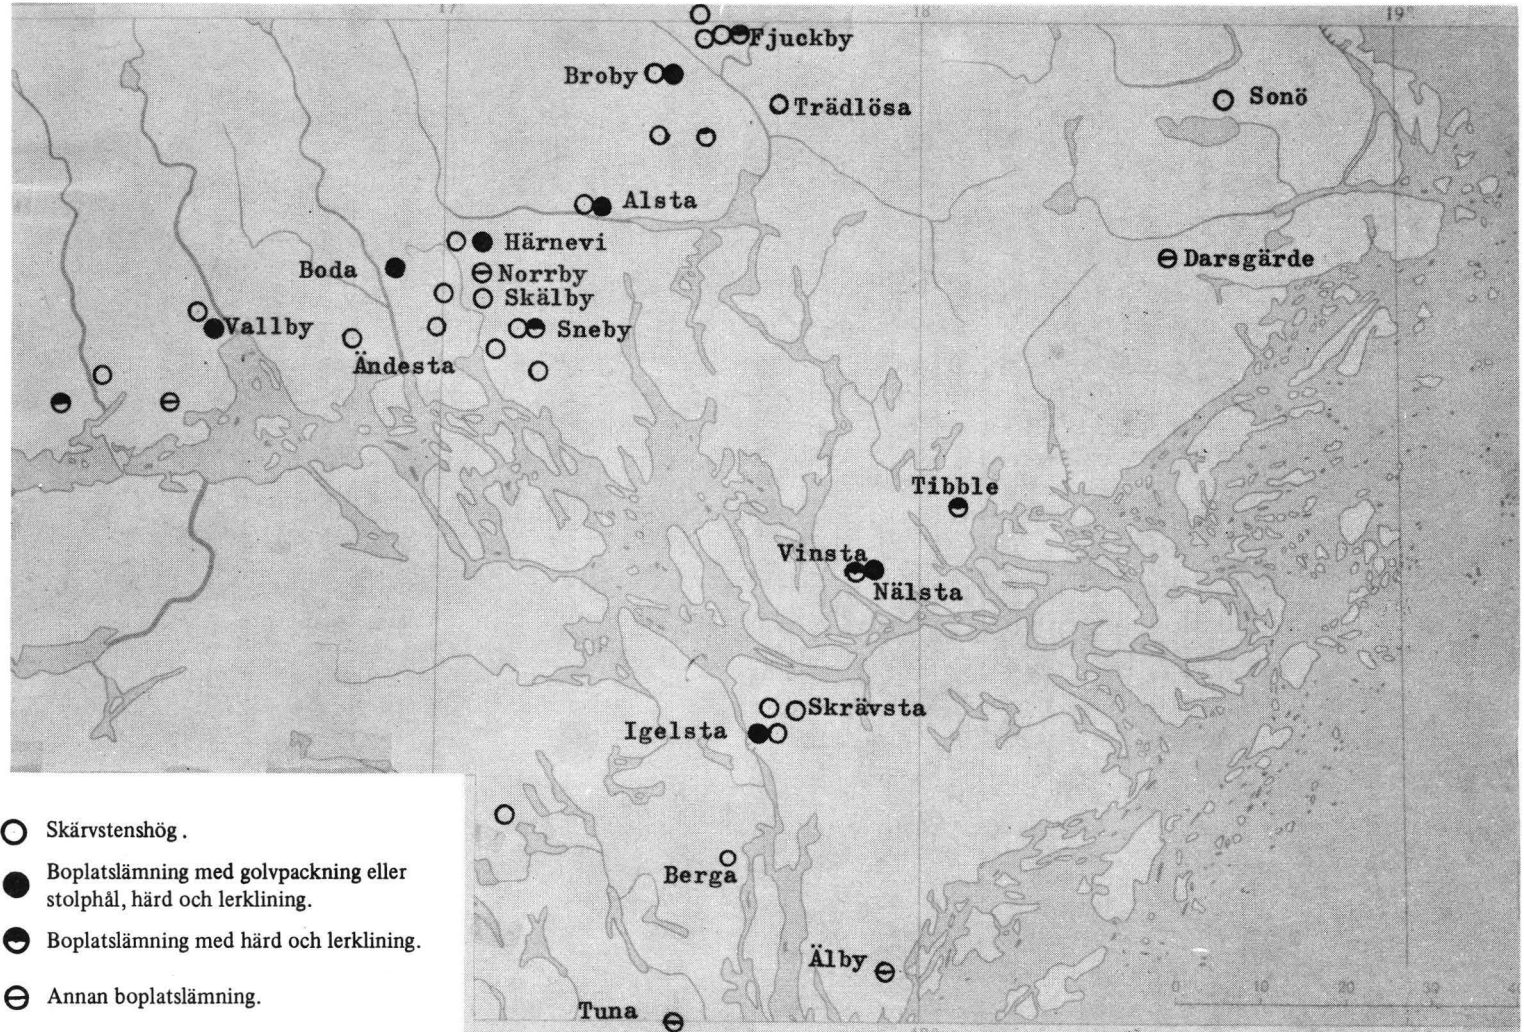 17
18
19°
Fjuckby
Broby
Trädlösa
Sonö
Alsta
Härnevi
Boda
Norrby
Darsgärde
Skälby
Vallby
Sneby
Ändesta
Tibble
Vinsta
Nälsta
Skrävsta
Igelsta
Berga
Älby
Tuna
0 10 20 30
Skärvstenshög.
Boplatslämning med golvpackning eller
stolphål, härd och lerklining.
Boplatslämning med härd och lerklining.
Annan boplatslämning.